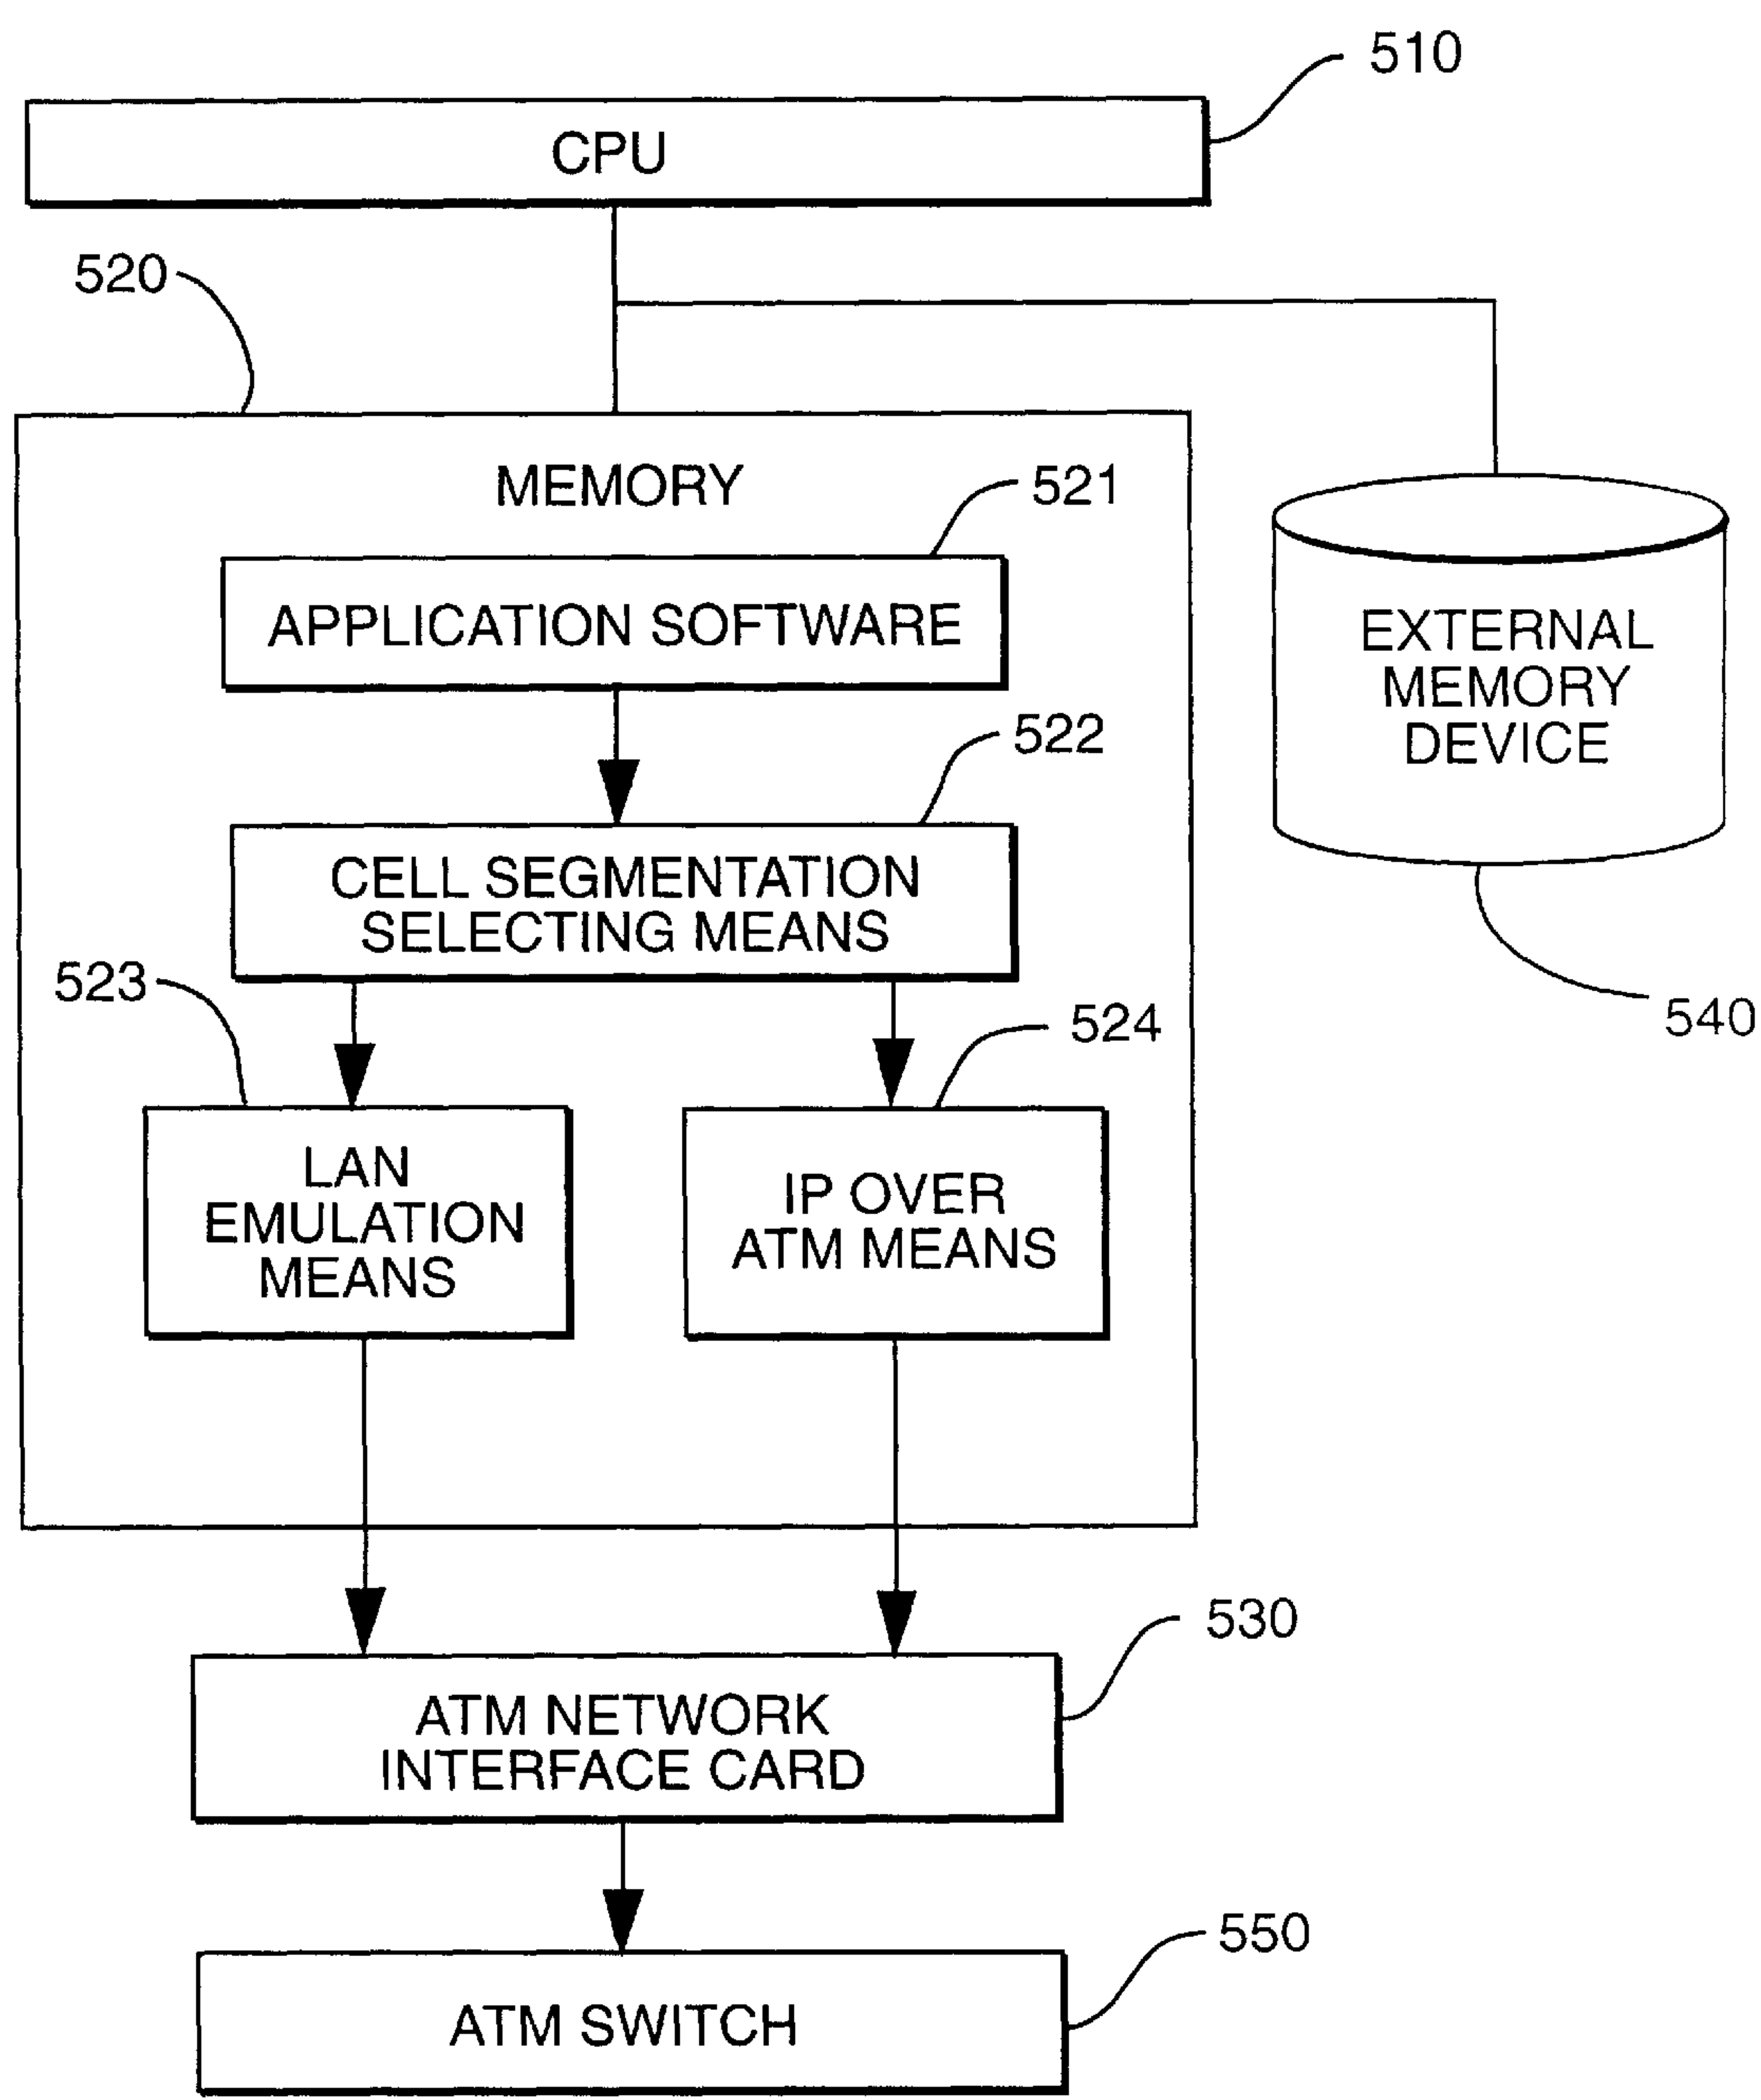 510
CPU
520
MEMORY
521
APPLICATION SOFTWARE
EXTERNAL
MEMORY
DEVICE
522
CELL SEGMENTATION
SELECTING MEANS
523
524
540
LAN
EMULATION
MEANS
IP OVER
ATM MEANS
530
ATM NETWORK
INTERFACE CARD
550
ATM SWITCH